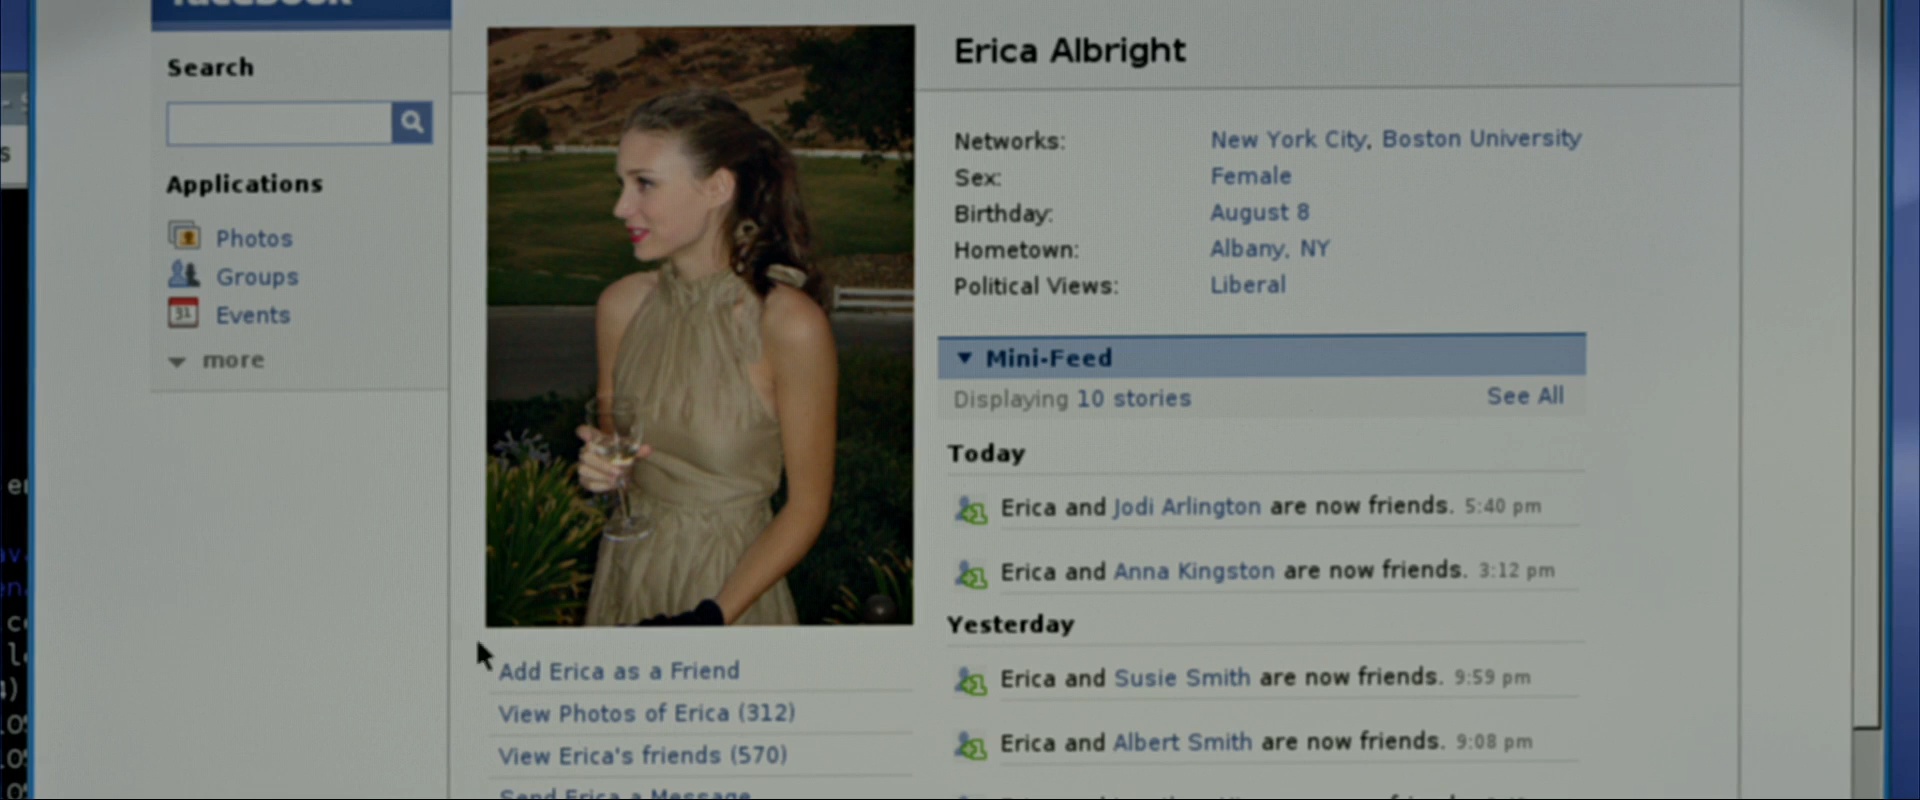 facebook
Search
Applications
Photos
Groups
31
Events
more
Erica Albright
Networks: New York City, Boston University
Sex: Female
Birthday: August 8
Hometown: Albany, NY
Political Views: Liberal
Mini-Feed
Displaying 10 stories See All
Today
Erica and Jodi Arlington are now friends. 5:40 pm
Erica and Anna Kingston are now friends. 3:12 pm
Yesterday
Erica and Susie Smith are now friends. 9:59 pm
Erica and Albert Smith are now friends. 9:08 pm
Add Erica as a Friend
View Photos of Erica (312)
View Erica's friends (570)
Send Erica a Message